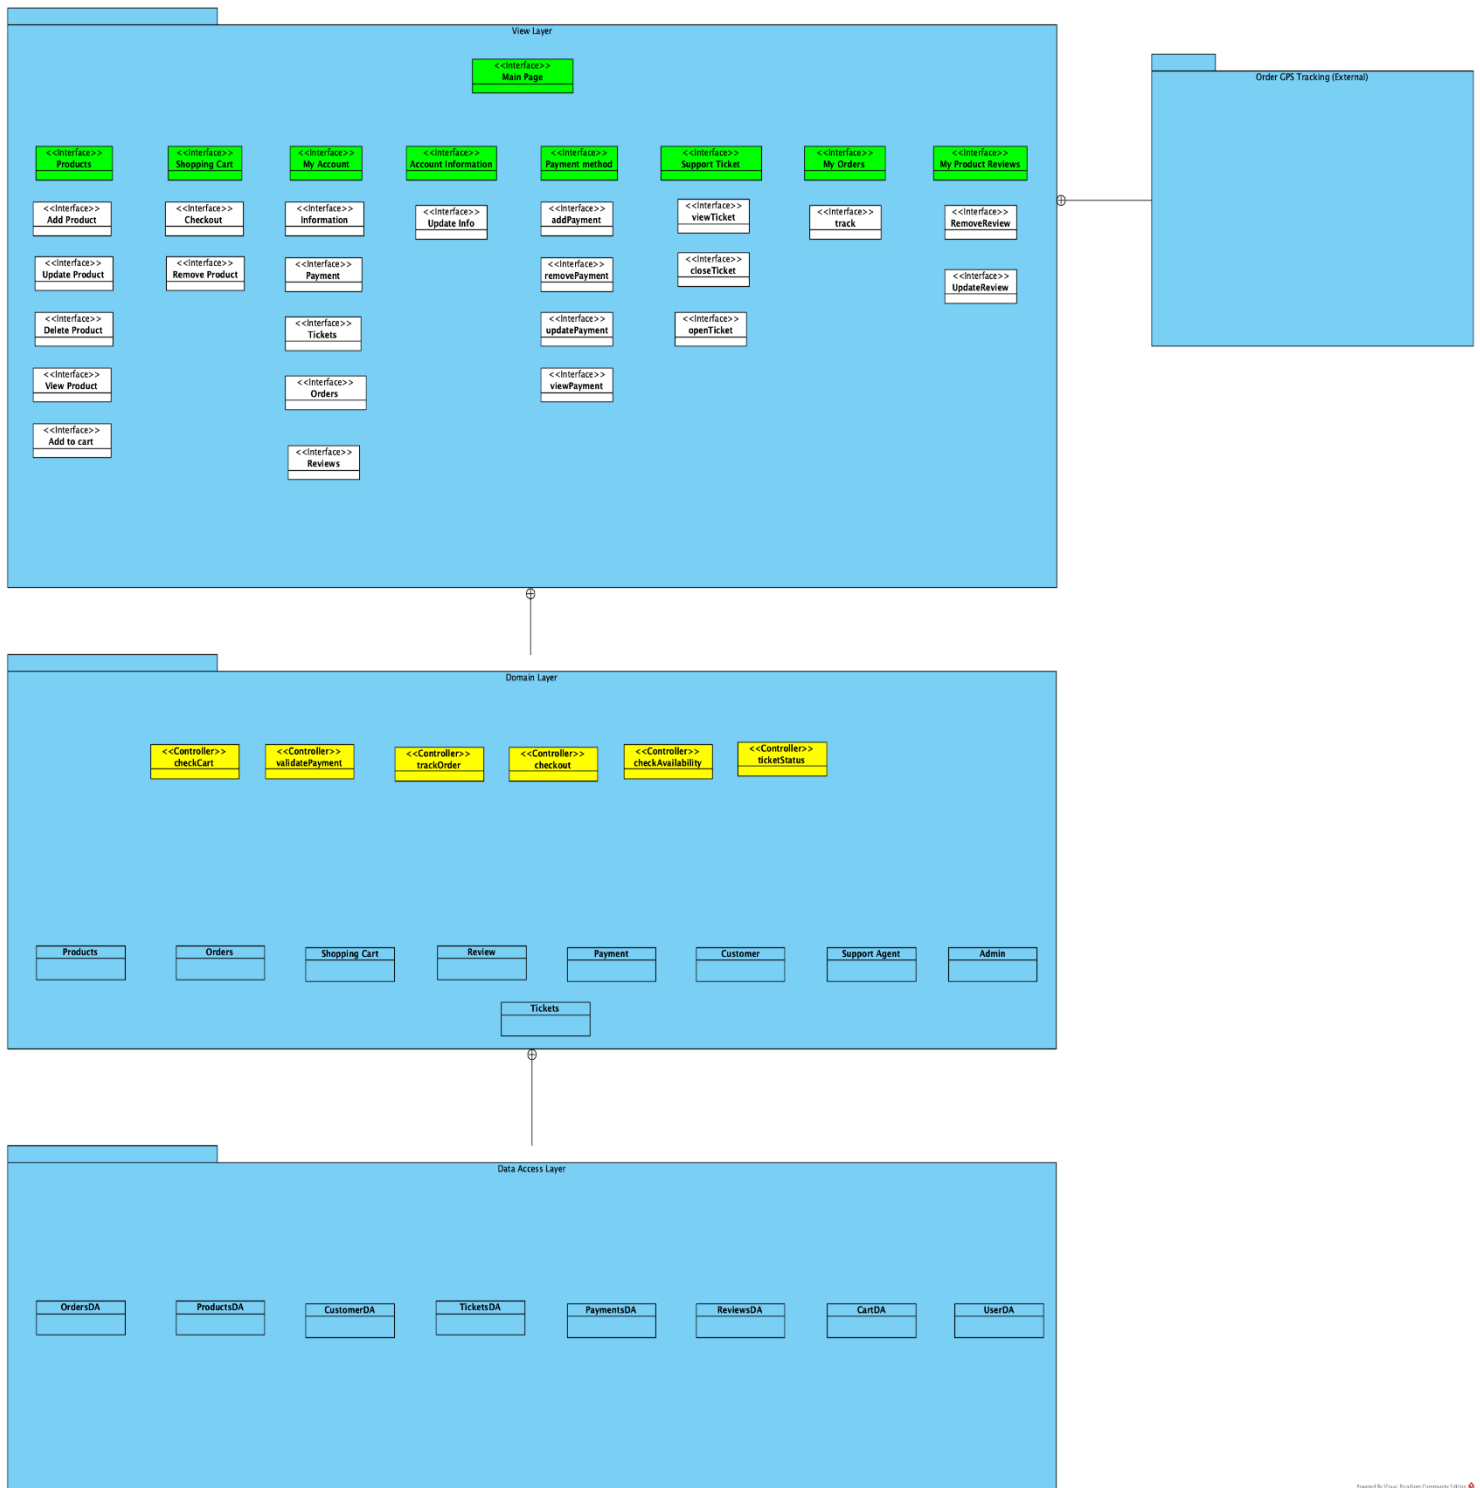 View Layer
<<Interface>>
Main Page
Order GPS Tracking (External)
<<Interface>>
Products
<<Interface>>
Shopping Cart
<<Interface>>
My Account
<<Interface>>
Account Information
<<Interface>>
Payment method
<<Interface>>
Support Ticket
<<Interface>>
My Orders
<<Interface>>
My Product Reviews
<<Interface>>
Add Product
<<Interface>>
Checkout
<<Interface>>
Information
<<Interface>>
Update Info
<<Interface>>
addPayment
<<Interface>>
viewTicket
<<Interface>>
track
<<Interface>>
RemoveReview
<<Interface>>
Update Product
<<Interface>>
Remove Product
<<Interface>>
Payment
<<Interface>>
removePayment
<<Interface>>
closeTicket
<<Interface>>
UpdateReview
<<Interface>>
Delete Product
<<Interface>>
Tickets
<<Interface>>
updatePayment
<<Interface>>
openTicket
<<Interface>>
View Product
<<Interface>>
Orders
<<Interface>>
viewPayment
<<Interface>>
Add to cart
<<Interface>>
Reviews
Domain Layer
<<Controller>>
checkCart
<<Controller>>
validatePayment
<<Controller>>
trackOrder
<<Controller>>
checkout
<<Controller>>
checkAvailability
<<Controller>>
ticketStatus
Products
Orders
Shopping Cart
Review
Payment
Customer
Support Agent
Admin
Tickets
Data Access Layer
OrdersDA
ProductsDA
CustomerDA
TicketsDA
PaymentsDA
ReviewsDA
CartDA
UserDA
Powered By Visual Paradigm Community Edition